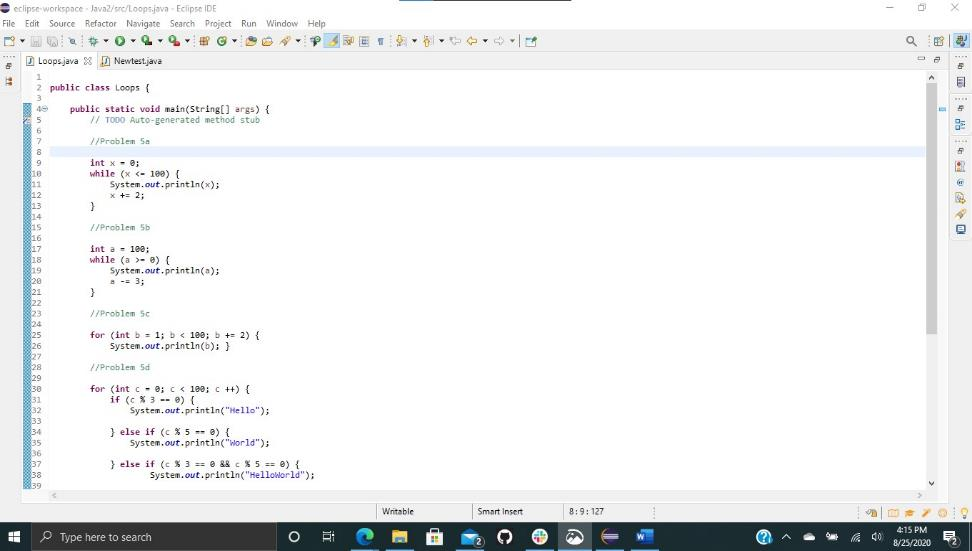 eclipse-workspace - Java2/src/Loops.java - Eclipse IDE
File Edit Source Refactor Navigate Search Project Run Window Help
Loops.java Newtest.java
1
2 public class Loops {
3
4 public static void main(String[] args) {
5 // TODO Auto-generated method stub
6
7 //Problem 5a
8
9 int x = 0;
10 while (x <= 100) {
11 System.out.println(x);
12 x += 2;
13 }
14
15 //Problem 5b
16
17 int a = 100;
18 while (a >= 0) {
19 System.out.println(a);
20 a -= 3;
21 }
22
23 //Problem 5c
24
25 for (int b = 1; b < 100; b += 2) {
26 System.out.println(b); }
27
28 //Problem 5d
29
30 for (int c = 0; c < 100; c ++) {
31 if (c % 3 == 0) {
32 System.out.println("Hello");
33
34 } else if (c % 5 == 0) {
35 System.out.println("World");
36
37 } else if (c % 3 == 0 && c % 5 == 0) {
38 System.out.println("HelloWorld");
39
Writable Smart Insert 8 : 9 : 127
Type here to search
4:15 PM
8/25/2020
2
2